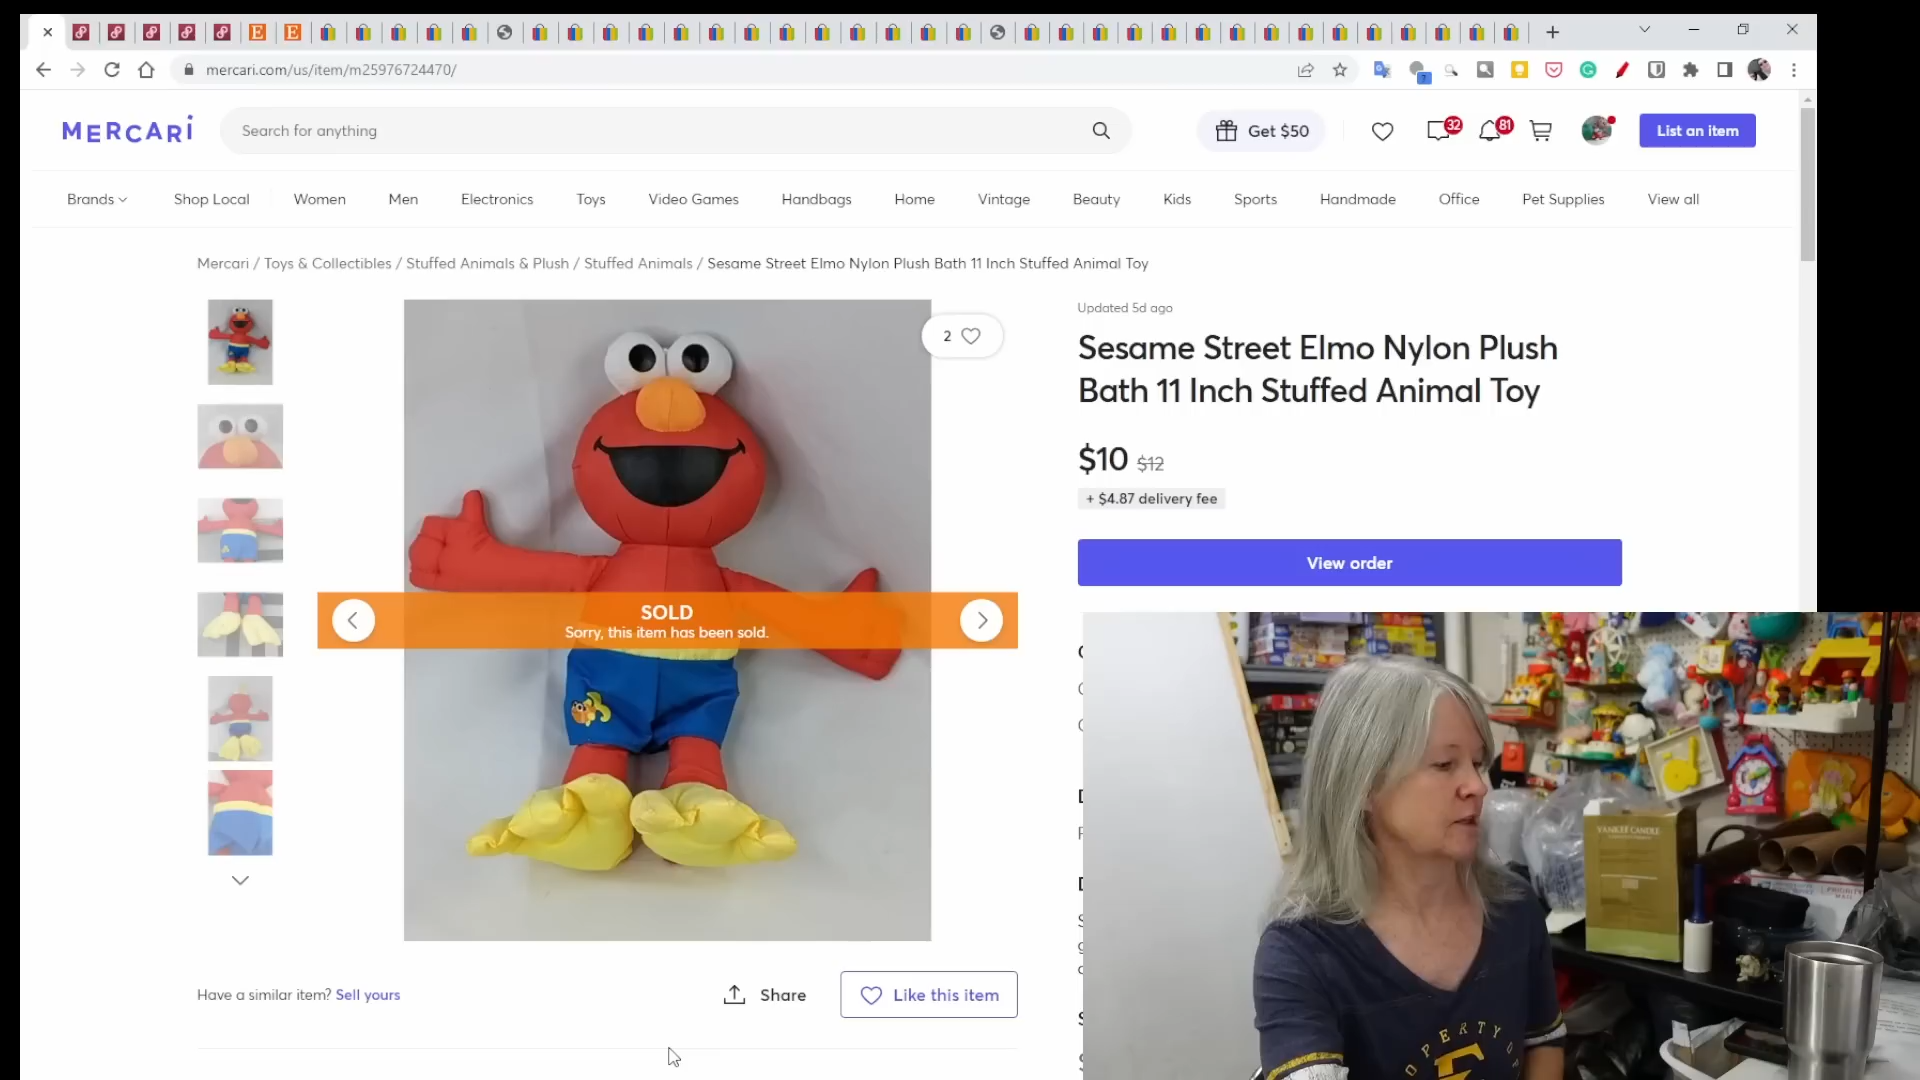 mercari.com/us/item/m25976724470/
MERCARI
Search for anything
Get $50
32
81
List an item
Brands
Shop Local
Women
Men
Electronics
Toys
Video Games
Handbags
Home
Vintage
Beauty
Kids
Sports
Handmade
Office
Pet Supplies
View all
Mercari / Toys & Collectibles / Stuffed Animals & Plush / Stuffed Animals / Sesame Street Elmo Nylon Plush Bath 11 Inch Stuffed Animal Toy
2
Updated 5d ago
Sesame Street Elmo Nylon Plush
Bath 11 Inch Stuffed Animal Toy
$10 $12
+ $4.87 delivery fee
View order
SOLD
Sorry, this item has been sold.
YANKEE CANDLE
PRIORITY
MAIL
Have a similar item? Sell yours
Share
Like this item
OPERTY